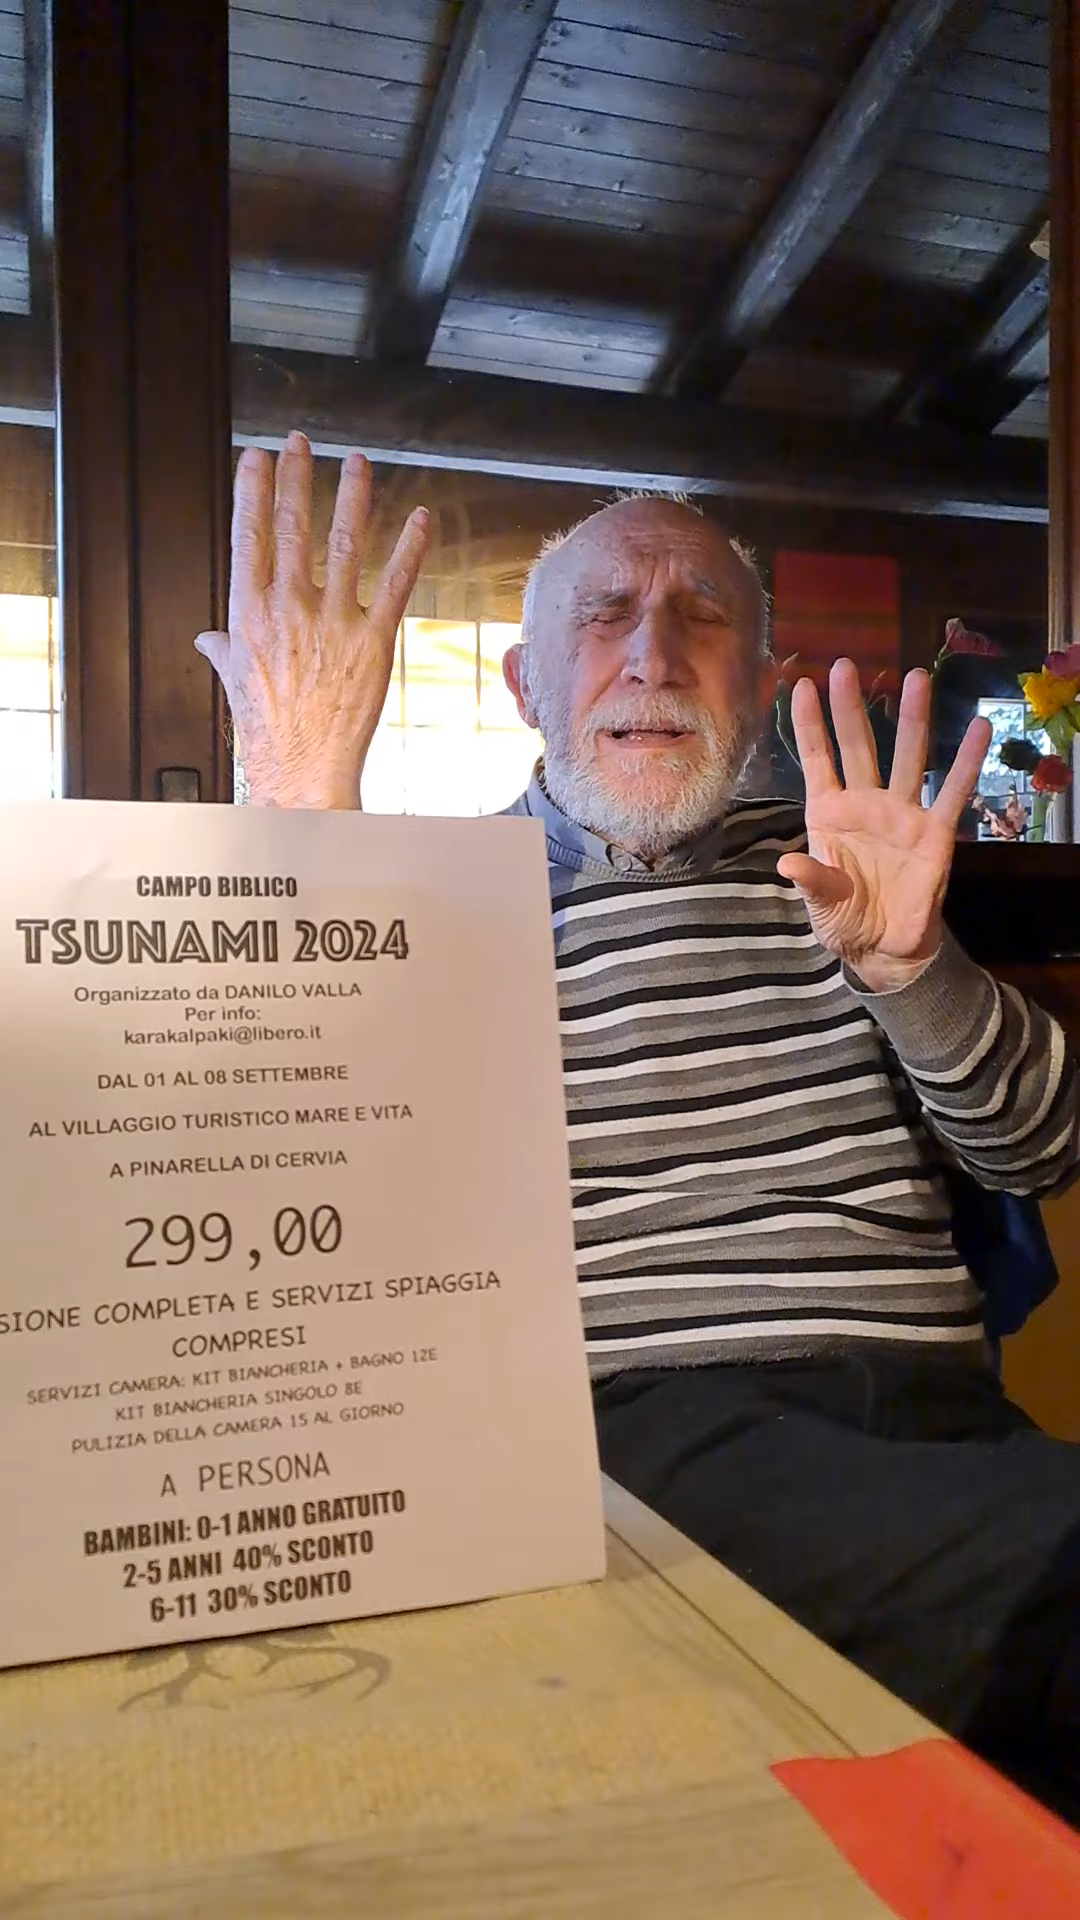 CAMPO BIBLICO
TSUNAMI 2024
Organizzato da DANILO VALLA
Per info:
karakalpaki@libero.it
DAL 01 AL 08 SETTEMBRE
AL VILLAGGIO TURISTICO MARE E VITA
A PINARELLA DI CERVIA
299,00
SIONE COMPLETA E SERVIZI SPIAGGIA
COMPRESI
SERVIZI CAMERA: KIT BIANCHERIA + BAGNO 12E
KIT BIANCHERIA SINGOLO 8E
PULIZIA DELLA CAMERA 15 AL GIORNO
A PERSONA
BAMBINI: 0-1 ANNO GRATUITO
2-5 ANNI 40% SCONTO
6-11 30% SCONTO